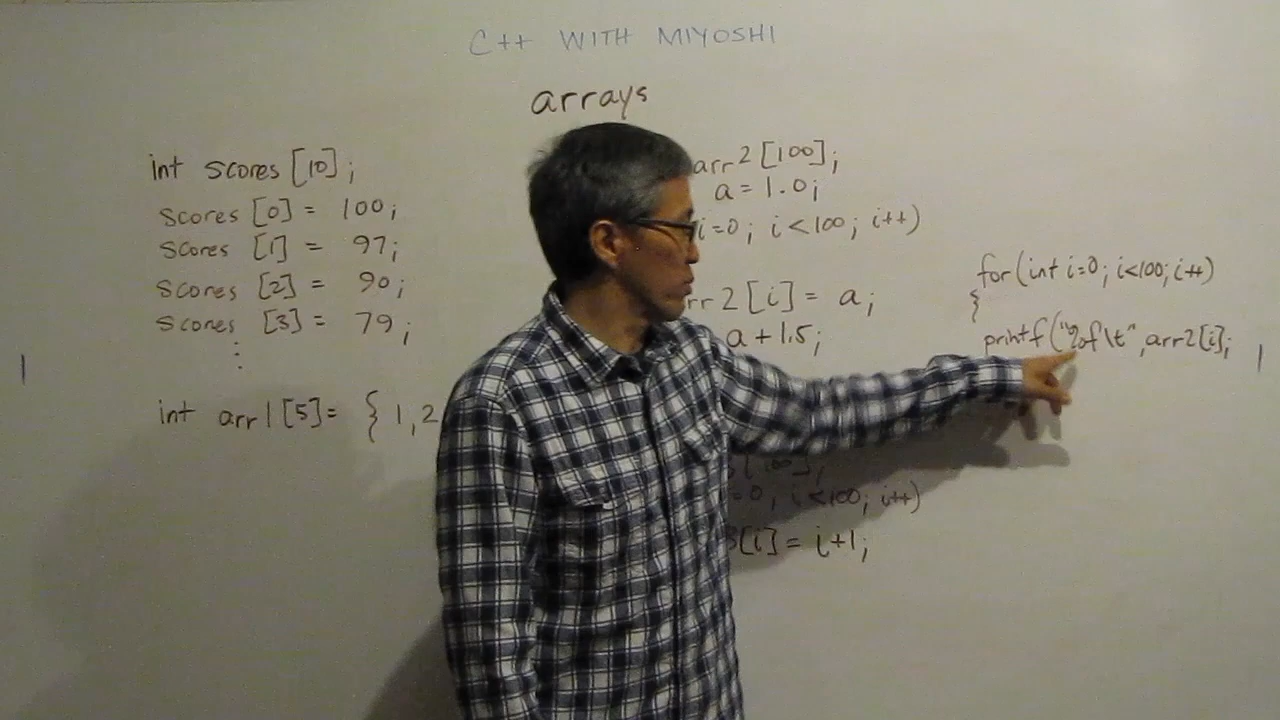 C++ WITH MIYOSHI
arrays
int scores [10];
scores [0] = 100;
scores [1] = 97;
scores [2] = 90;
scores [3] = 79;
⋮
int arr1[5]= { 1,2
arr2[100];
a = 1.0;
i=0; i<100; i++)
rr2[i] = a;
a + 1.5;
[100];
=0, i<100; i++)
3[i] = i+1;
for(int i=0; i<100; i++)
{
printf("%f\t",arr2[i];